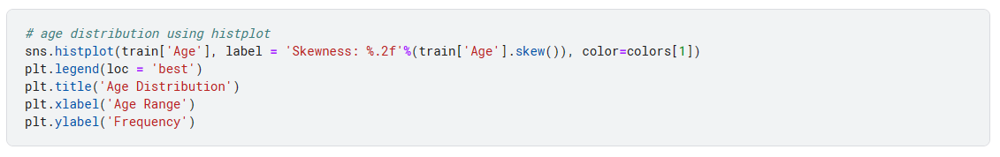 # age distribution using histplot
sns.histplot(train['Age'], label = 'Skewness: %.2f'%(train['Age'].skew()), color=colors[1])
plt.legend(loc = 'best')
plt.title('Age Distribution')
plt.xlabel('Age Range')
plt.ylabel('Frequency')